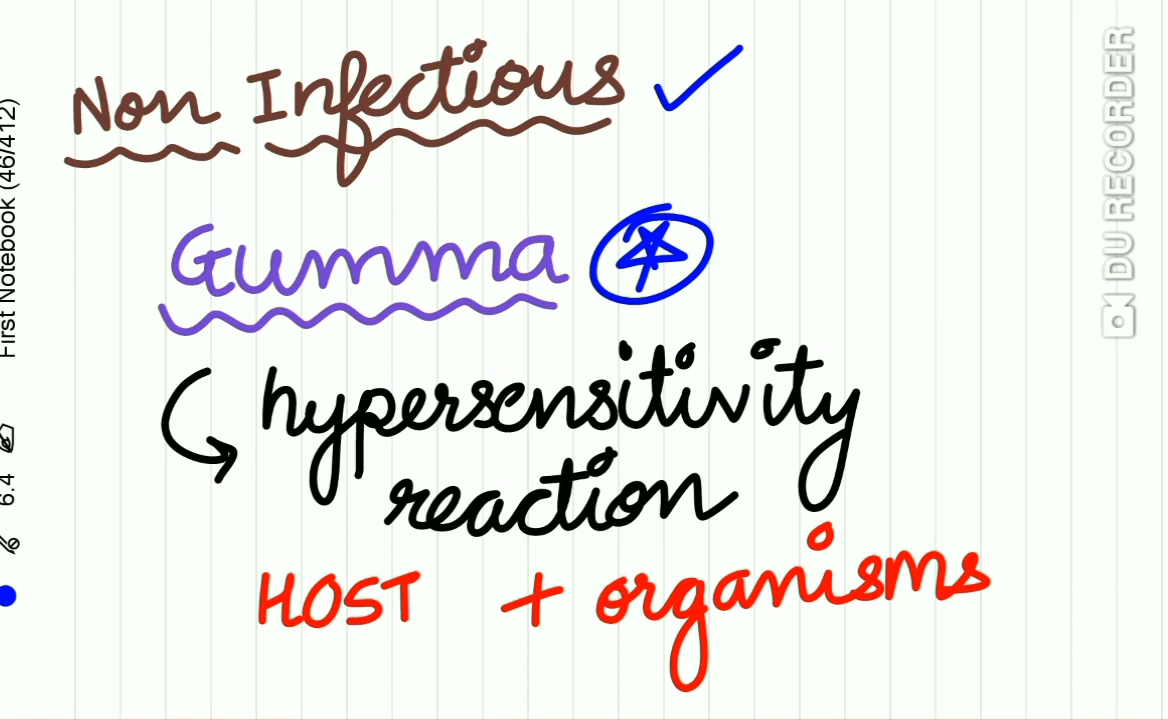 Non Infectious
Gumma
hypersensitivity
reaction
HOST + organisms
DU RECORDER
First Notebook (46/412)
6.4